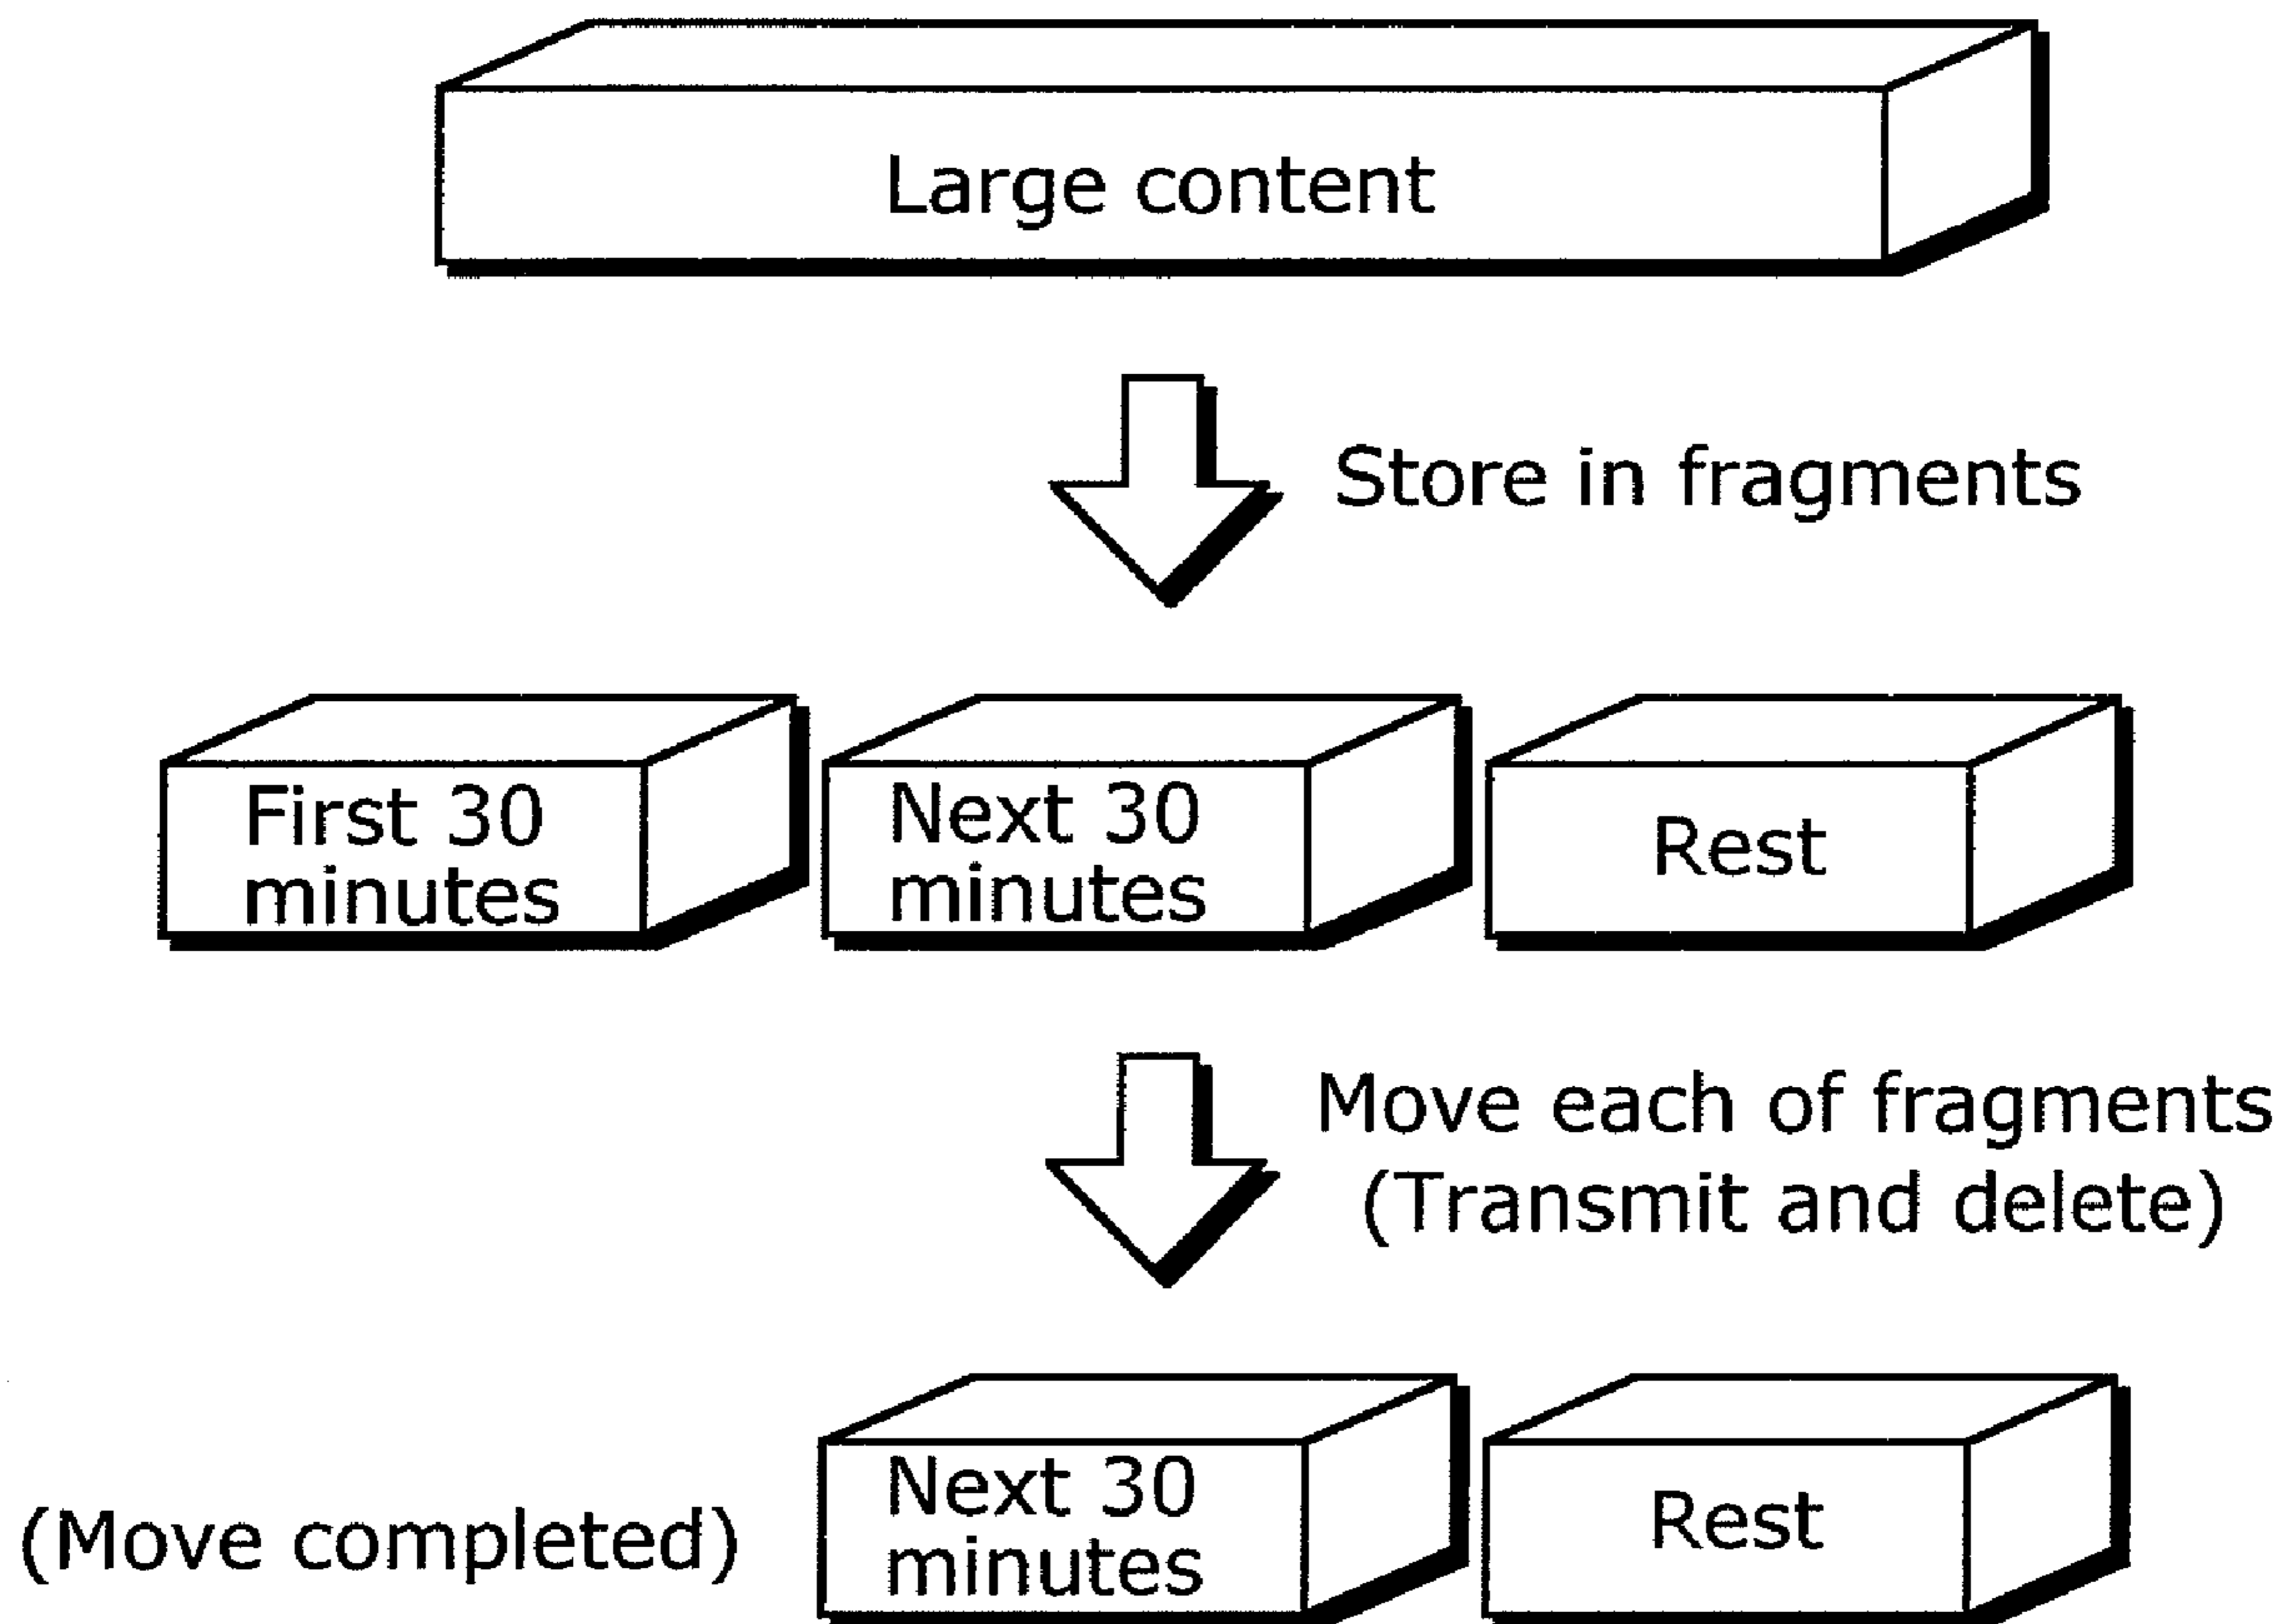 Large content
Store in fragments
First 30
minutes
Next 30
minutes
Rest
Move each of fragments
(Transmit and delete)
(Move completed)
Next 30
minutes
Rest